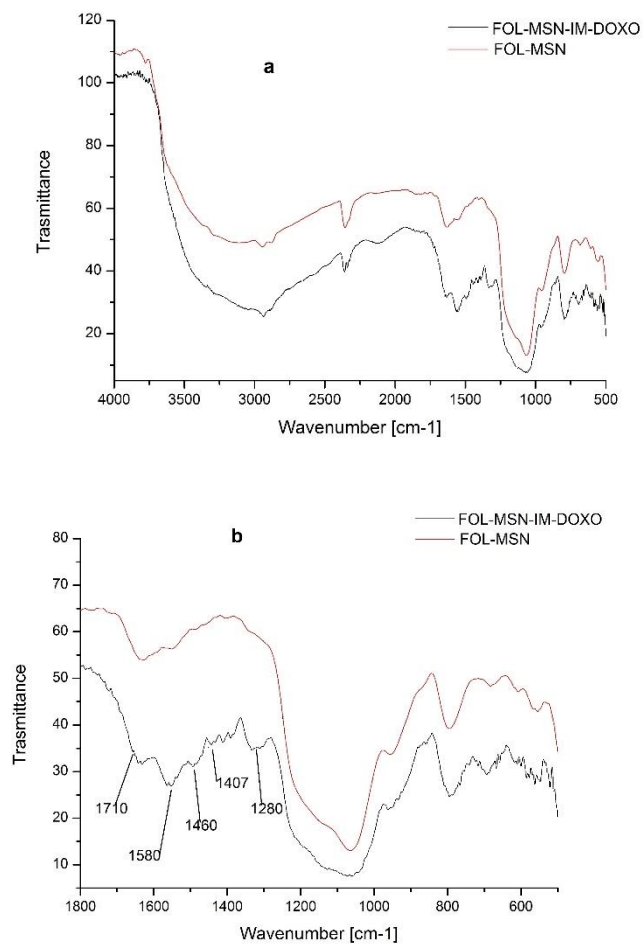 FOL-MSN-IM-DOXO
FOL-MSN
a
Trasmittance
120
100
80
60
40
20
4000 3500 3000 2500 2000 1500 1000 500
Wavenumber [cm-1]
FOL-MSN-IM-DOXO
FOL-MSN
b
Trasmittance
80
70
60
50
40
30
20
10
1710
1580
1460
1407
1280
1800 1600 1400 1200 1000 800 600
Wavenumber [cm-1]